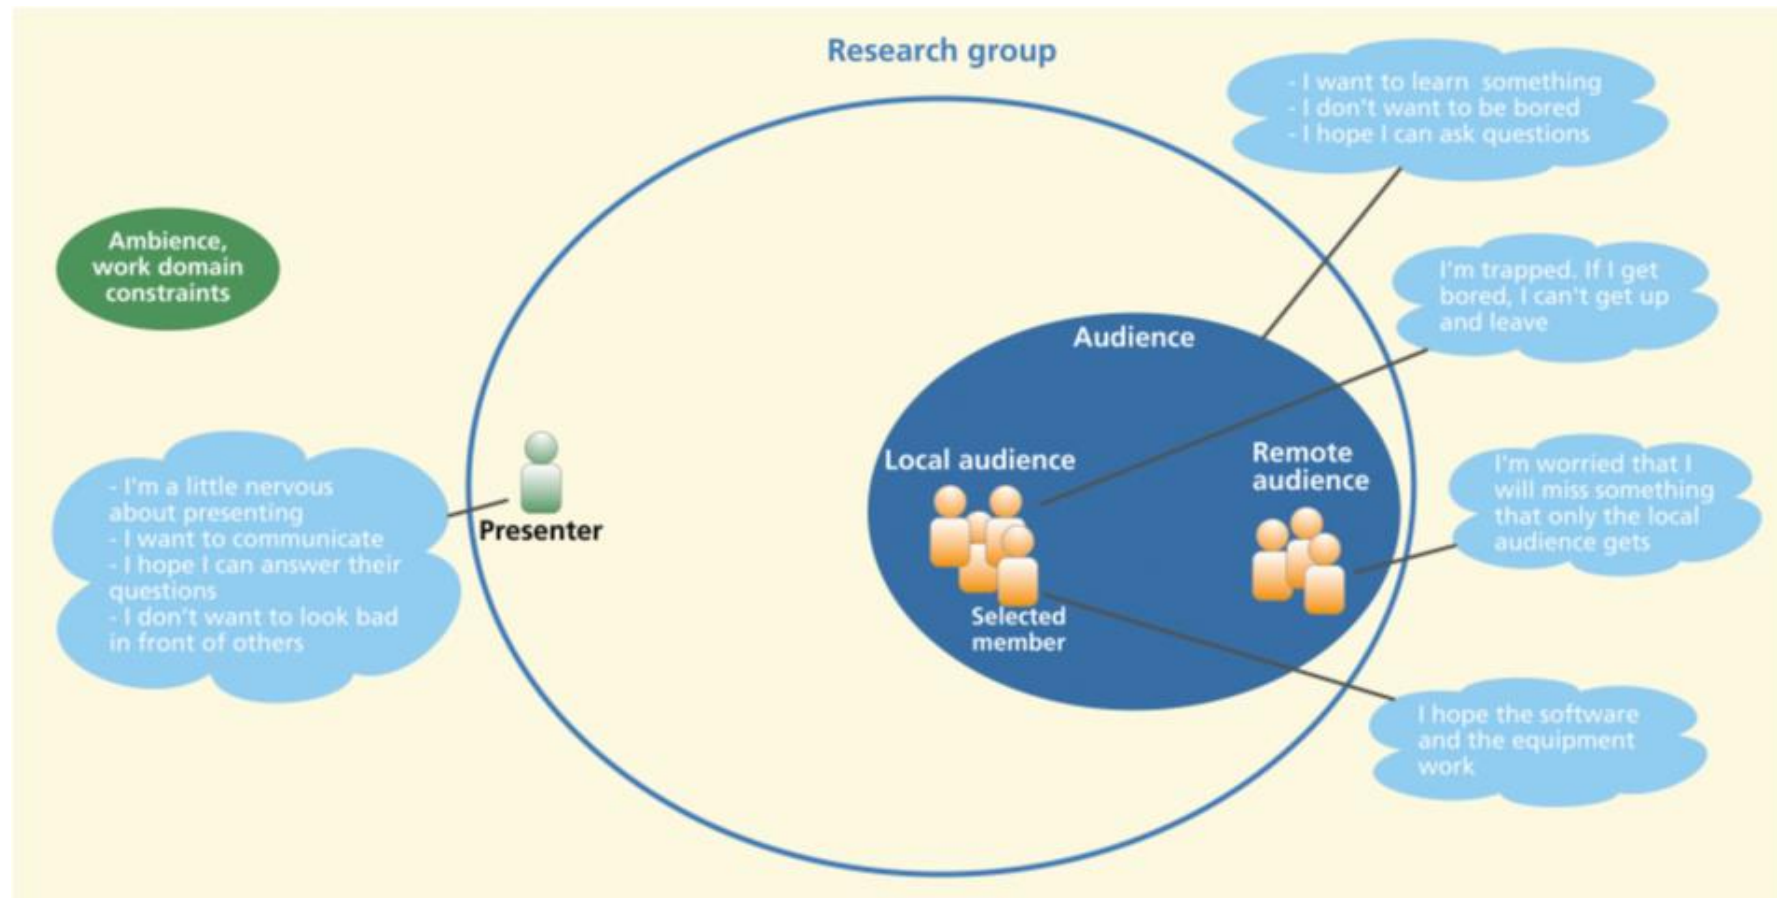 Research group
- I want to learn  something
- I don't want to be bored
- I hope I can ask questions
Ambience,
work domain
constraints
I'm trapped. If I get
bored, I can't get up
and leave
Audience
Local audience
Remote
audience
I'm worried that I
will miss something
that only the local
audience gets
- I'm a little nervous
about presenting
- I want to communicate
- I hope I can answer their
questions
- I don't want to look bad
in front of others
Presenter
Selected
member
I hope the software
and the equipment
work